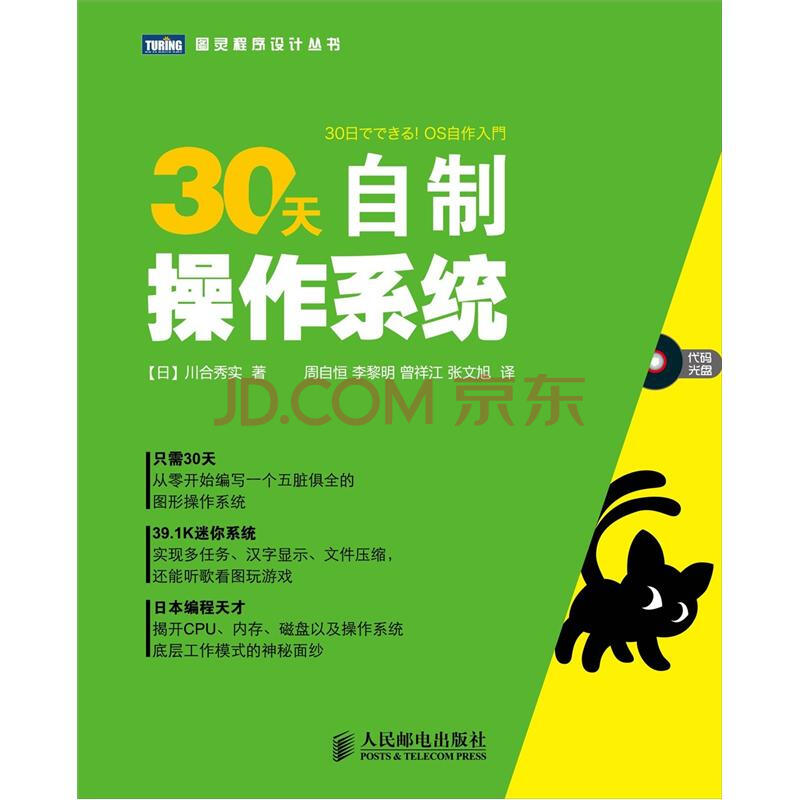 TURING 图灵程序设计丛书
30日でできる! OS自作入門
30天 自制
操作系统
【日】川合秀实 著 周自恒 李黎明 曾祥江 张文旭 译
代码
光盘
JD.COM 京东
只需30天
从零开始编写一个五脏俱全的
图形操作系统
39.1K迷你系统
实现多任务、汉字显示、文件压缩，
还能听歌看图玩游戏
日本编程天才
揭开CPU、内存、磁盘以及操作系统
底层工作模式的神秘面纱
人民邮电出版社
POSTS & TELECOM PRESS